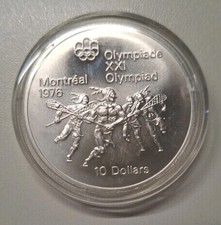 Olympiade
XXI
Olympiad
Montréal
1976
10 Dollars